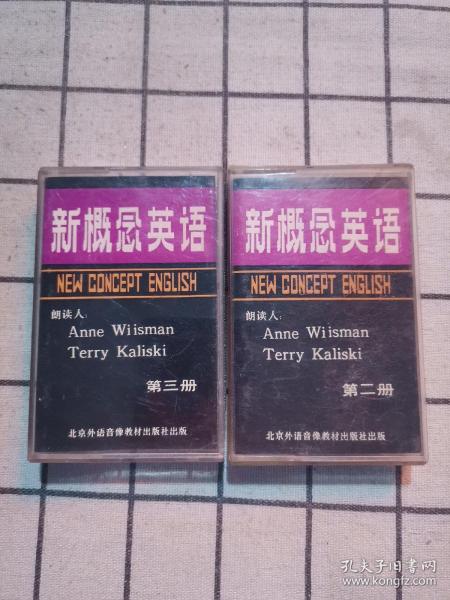 新概念英语
NEW CONCEPT ENGLISH
朗读人:
Anne Wiisman
Terry Kaliski
第三册
北京外语音像教材出版社出版
新概念英语
NEW CONCEPT ENGLISH
朗读人:
Anne Wiisman
Terry Kaliski
第二册
北京外语音像教材出版社出版
孔夫子旧书网
www.kongfz.com